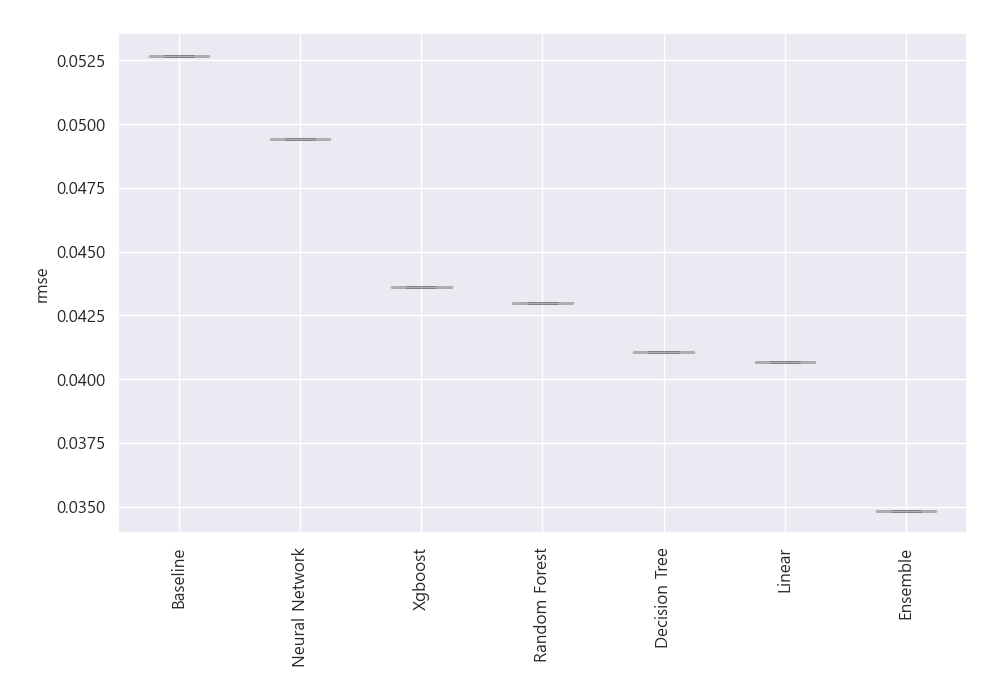 0.0525
0.0500
0.0475
0.0450
0.0425
0.0400
0.0375
0.0350
rmse
Baseline
Neural Network
Xgboost
Random Forest
Decision Tree
Linear
Ensemble